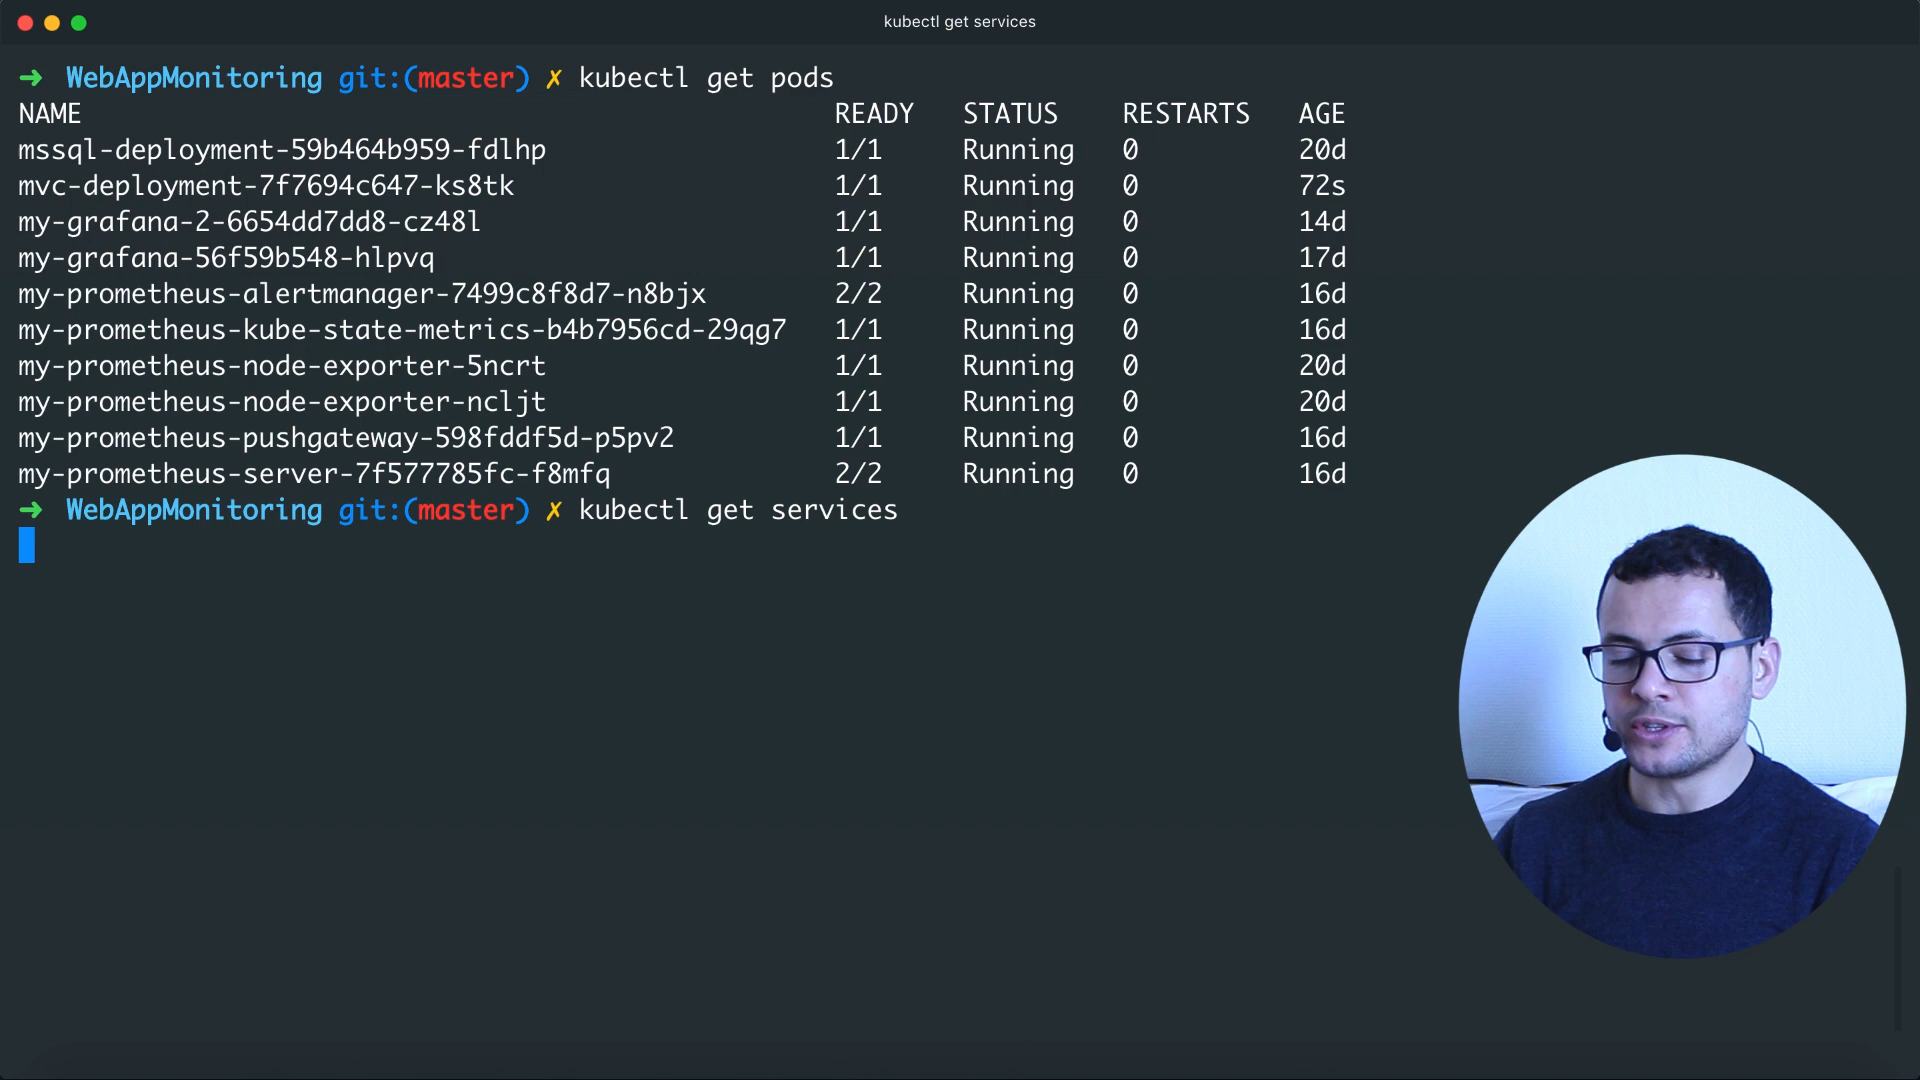 kubectl get services
➜ WebAppMonitoring git:(master) ✗ kubectl get pods
NAME READY STATUS RESTARTS AGE
mssql-deployment-59b464b959-fdlhp 1/1 Running 0 20d
mvc-deployment-7f7694c647-ks8tk 1/1 Running 0 72s
my-grafana-2-6654dd7dd8-cz48l 1/1 Running 0 14d
my-grafana-56f59b548-hlpvq 1/1 Running 0 17d
my-prometheus-alertmanager-7499c8f8d7-n8bjx 2/2 Running 0 16d
my-prometheus-kube-state-metrics-b4b7956cd-29qg7 1/1 Running 0 16d
my-prometheus-node-exporter-5ncrt 1/1 Running 0 20d
my-prometheus-node-exporter-ncljt 1/1 Running 0 20d
my-prometheus-pushgateway-598fddf5d-p5pv2 1/1 Running 0 16d
my-prometheus-server-7f577785fc-f8mfq 2/2 Running 0 16d
➜ WebAppMonitoring git:(master) ✗ kubectl get services